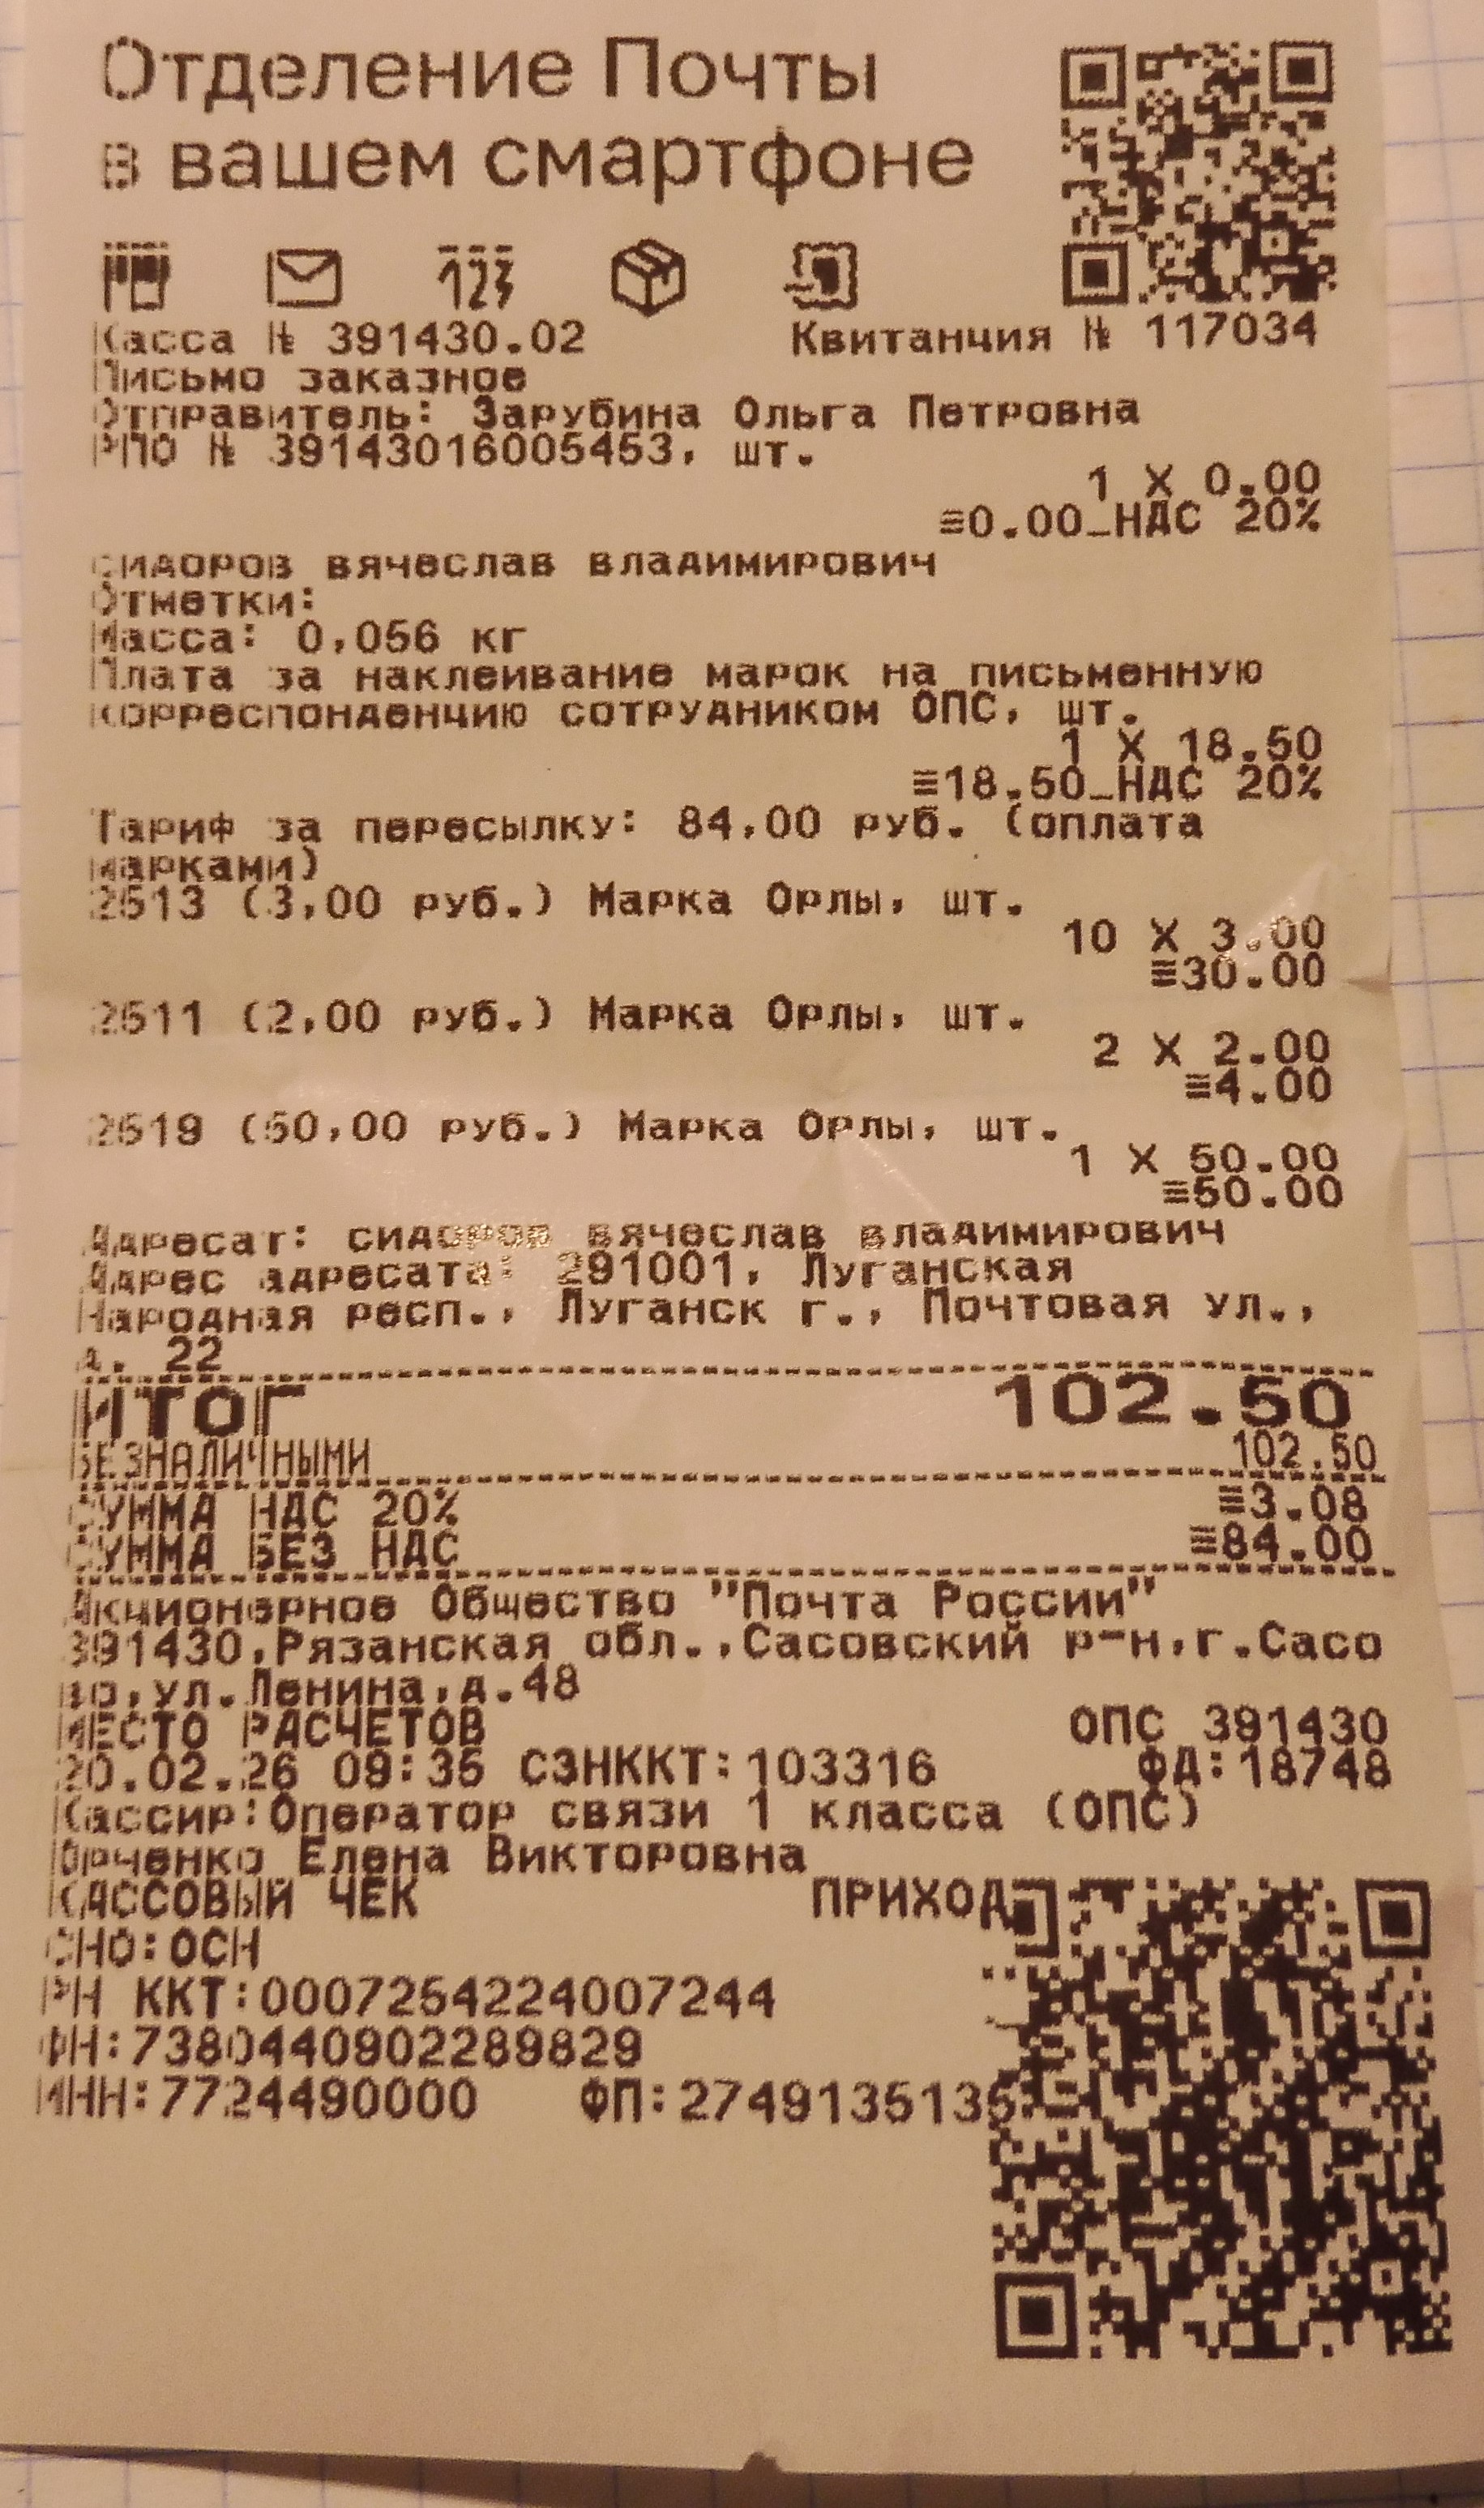 Отделение Почты
в вашем смартфоне
123
Касса № 391430.02 Квитанция № 117034
Письмо заказное
Отправитель: Зарубина Ольга Петровна
РПО № 39143016005453, шт.
1 X 0.00
≡0.00_НДС 20%
сидоров вячеслав владимирович
Отметки:
Масса: 0,056 кг
Плата за наклеивание марок на письменную
корреспонденцию сотрудником ОПС, шт.
1 X 18.50
≡18.50_НДС 20%
Тариф за пересылку: 84,00 руб. (оплата
марками)
2613 (3,00 руб.) Марка Орлы, шт.
10 X 3.00
≡30.00
2611 (2,00 руб.) Марка Орлы, шт.
2 X 2.00
≡4.00
2619 (50,00 руб.) Марка Орлы, шт.
1 X 50.00
≡50.00
Адресат: сидоров вячеслав владимирович
Адрес адресата: 291001, Луганская
Народная респ., Луганск г., Почтовая ул.,
д. 22
ИТОГ 102.50
БЕЗНАЛИЧНЫМИ 102.50
СУММА НДС 20% ≡3.08
СУММА БЕЗ НДС ≡84.00
Акционерное Общество "Почта России"
391430,Рязанская обл.,Сасовский р-н,г.Сасо
во,ул.Ленина,д.48
МЕСТО РАСЧЕТОВ ОПС 391430
20.02.26 09:35 СЗНККТ:103316 ФД:18748
Кассир:Оператор связи 1 класса (ОПС)
Юрченко Елена Викторовна
КАССОВЫЙ ЧЕК ПРИХОД
СНО:ОСН
РН ККТ:0007254224007244
ФН:7380440902289829
ИНН:7724490000 ФП:2749135135